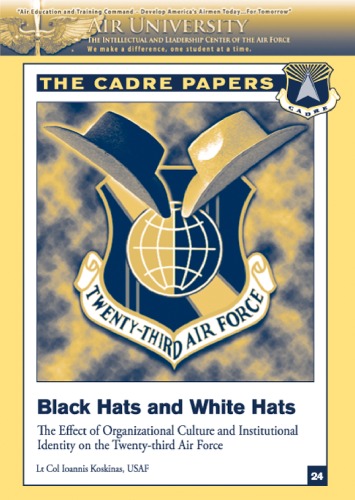 "Air Education and Training Command - Develop America's Airmen Today...For Tomorrow"
AIR UNIVERSITY
THE INTELLECTUAL AND LEADERSHIP CENTER OF THE AIR FORCE
We make a difference, one student at a time.
THE CADRE PAPERS
CADRE
TWENTY-THIRD AIR FORCE
Black Hats and White Hats
The Effect of Organizational Culture and Institutional
Identity on the Twenty-third Air Force
Lt Col Ioannis Koskinas, USAF
24